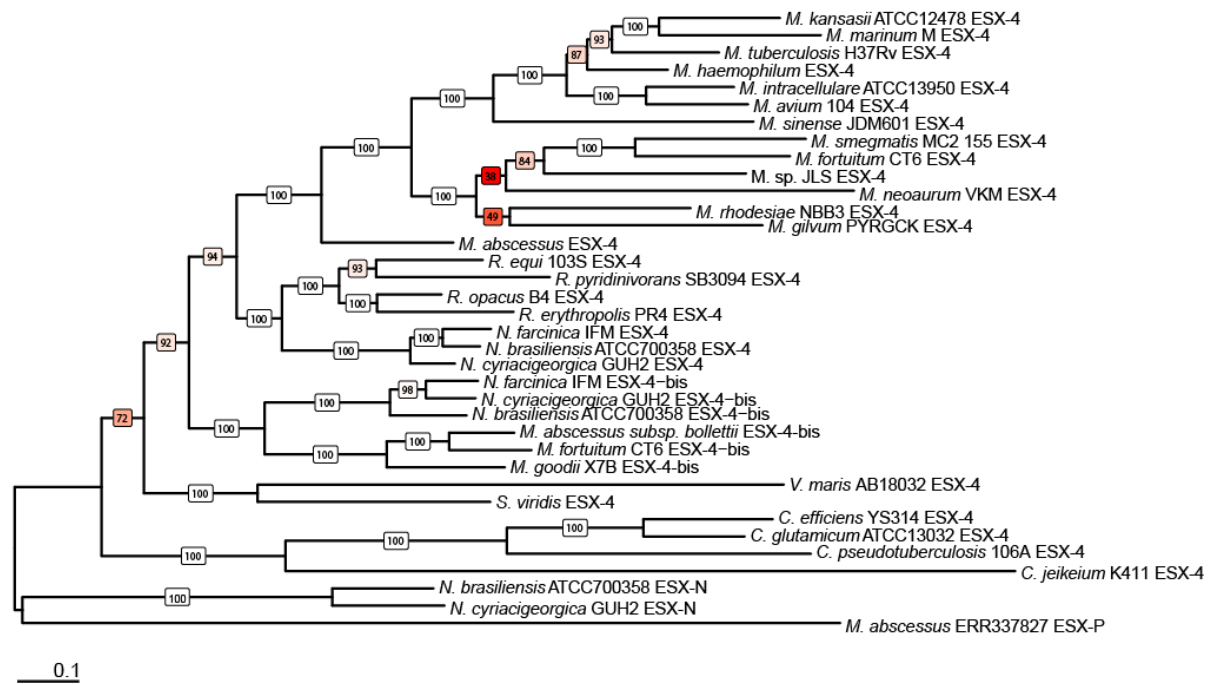 M. kansasii ATCC12478 ESX-4
100
M. marinum M ESX-4
93
M. tuberculosis H37Rv ESX-4
87
M. haemophilum ESX-4
100
M. intracellulare ATCC13950 ESX-4
100
100
M. avium 104 ESX-4
M. sinense JDM601 ESX-4
M. smegmatis MC2 155 ESX-4
100
100
84
M. fortuitum CT6 ESX-4
38
M. sp. JLS ESX-4
100
100
M. neoaurum VKM ESX-4
M. rhodesiae NBB3 ESX-4
49
M. gilvum PYRGCK ESX-4
M. abscessus ESX-4
94
R. equi 103S ESX-4
93
R. pyridinivorans SB3094 ESX-4
100
R. opacus B4 ESX-4
100
R. erythropolis PR4 ESX-4
100
N. farcinica IFM ESX-4
100
92
N. brasiliensis ATCC700358 ESX-4
100
N. cyriacigeorgica GUH2 ESX-4
N. farcinica IFM ESX-4-bis
98
N. cyriacigeorgica GUH2 ESX-4-bis
100
72
N. brasiliensis ATCC700358 ESX-4-bis
100
M. abscessus subsp. bollettii ESX-4-bis
100
M. fortuitum CT6 ESX-4-bis
100
M. goodii X7B ESX-4-bis
V. maris AB18032 ESX-4
100
S. viridis ESX-4
C. efficiens YS314 ESX-4
100
C. glutamicum ATCC13032 ESX-4
100
C. pseudotuberculosis 106A ESX-4
100
C. jeikeium K411 ESX-4
N. brasiliensis ATCC700358 ESX-N
100
N. cyriacigeorgica GUH2 ESX-N
M. abscessus ERR337827 ESX-P
0.1